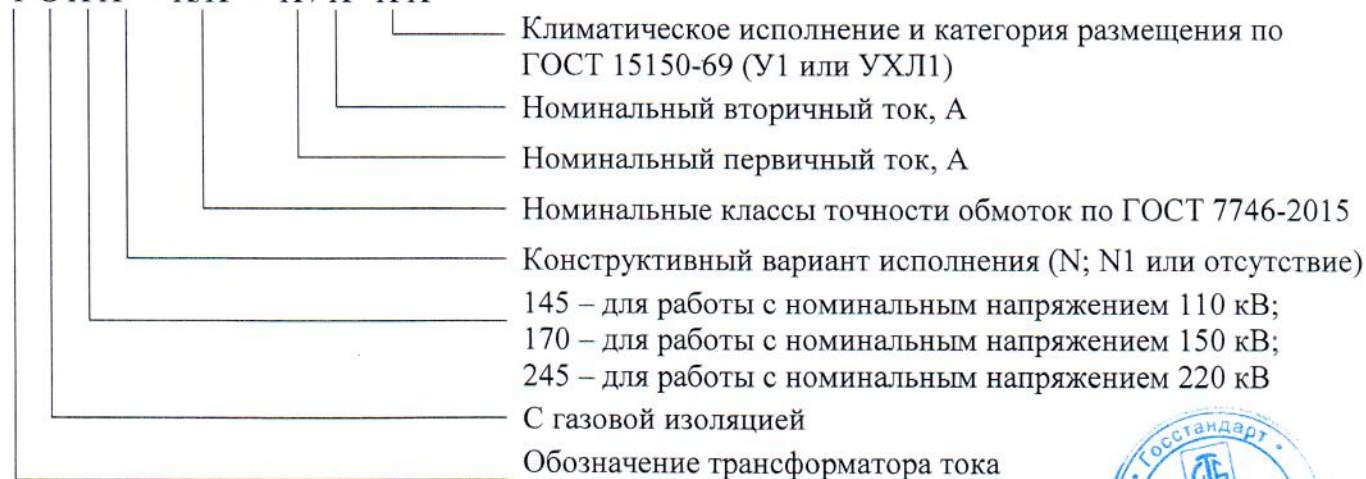 Климатическое исполнение и категория размещения по
ГОСТ 15150-69 (У1 или УХЛ1)
Номинальный вторичный ток, А
Номинальный первичный ток, А
Номинальные классы точности обмоток по ГОСТ 7746-2015
Конструктивный вариант исполнения (N; N1 или отсутствие)
145 – для работы с номинальным напряжением 110 кВ;
170 – для работы с номинальным напряжением 150 кВ;
245 – для работы с номинальным напряжением 220 кВ
С газовой изоляцией
Обозначение трансформатора тока
Госстандарт